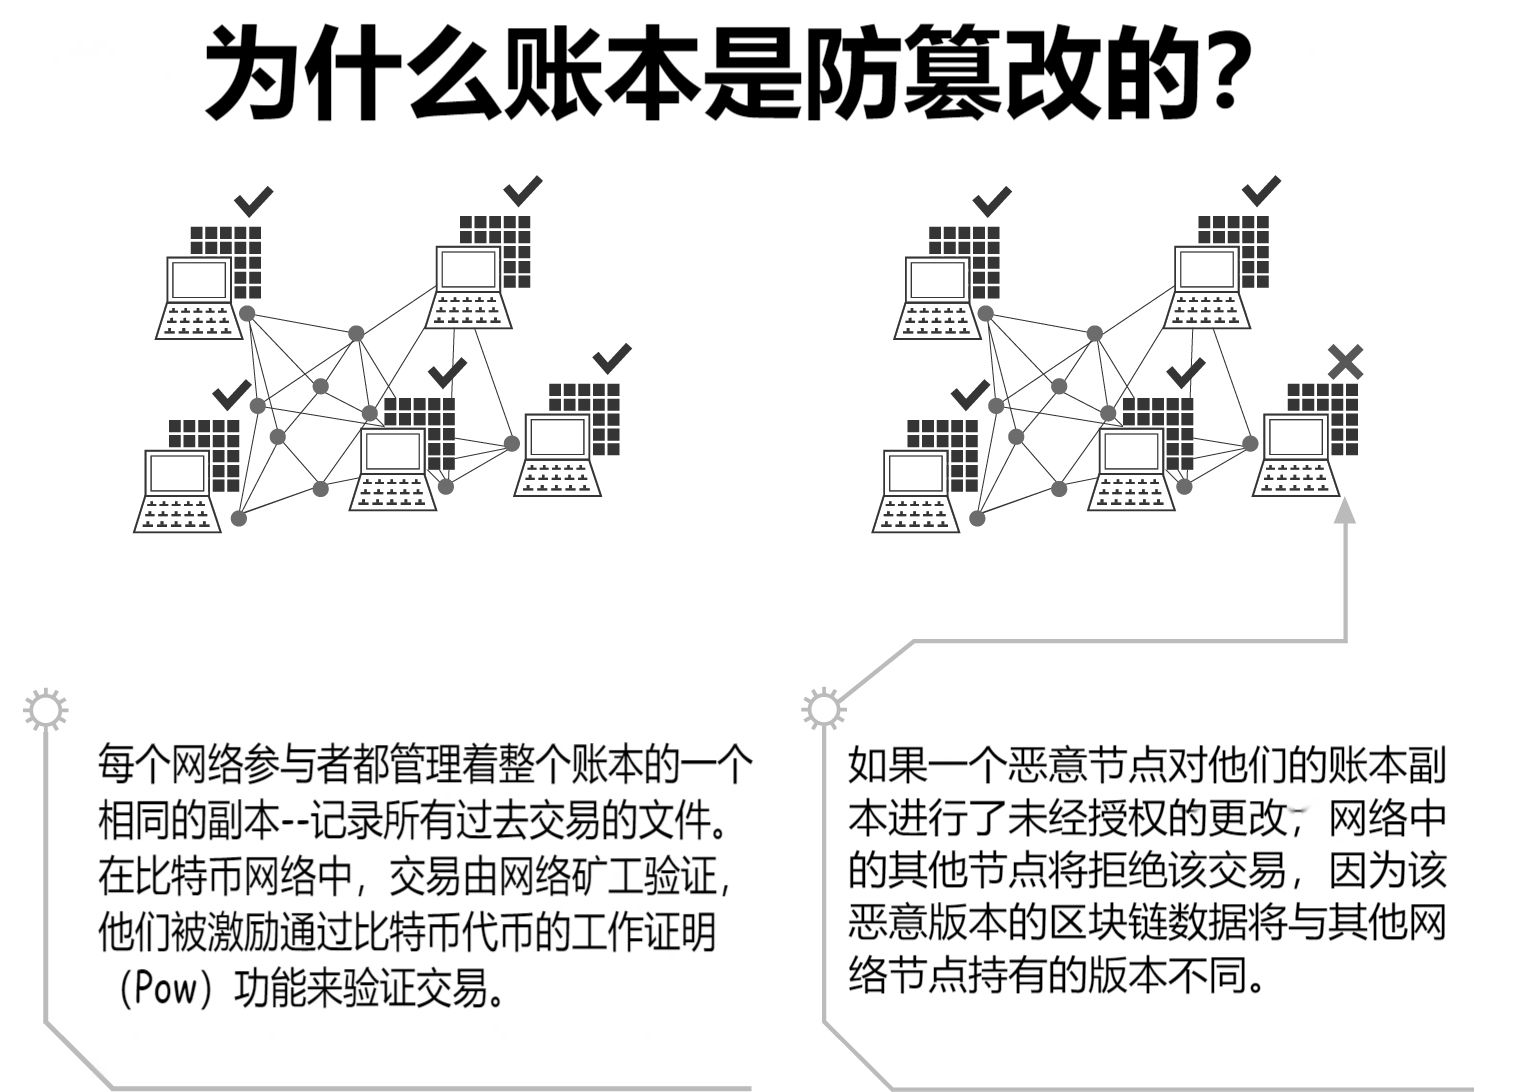 为什么账本是防篡改的?
每个网络参与者都管理着整个账本的一个
相同的副本--记录所有过去交易的文件。
在比特币网络中，交易由网络矿工验证，
他们被激励通过比特币代币的工作证明
（Pow）功能来验证交易。
如果一个恶意节点对他们的账本副
本进行了未经授权的更改，网络中
的其他节点将拒绝该交易，因为该
恶意版本的区块链数据将与其他网
络节点持有的版本不同。